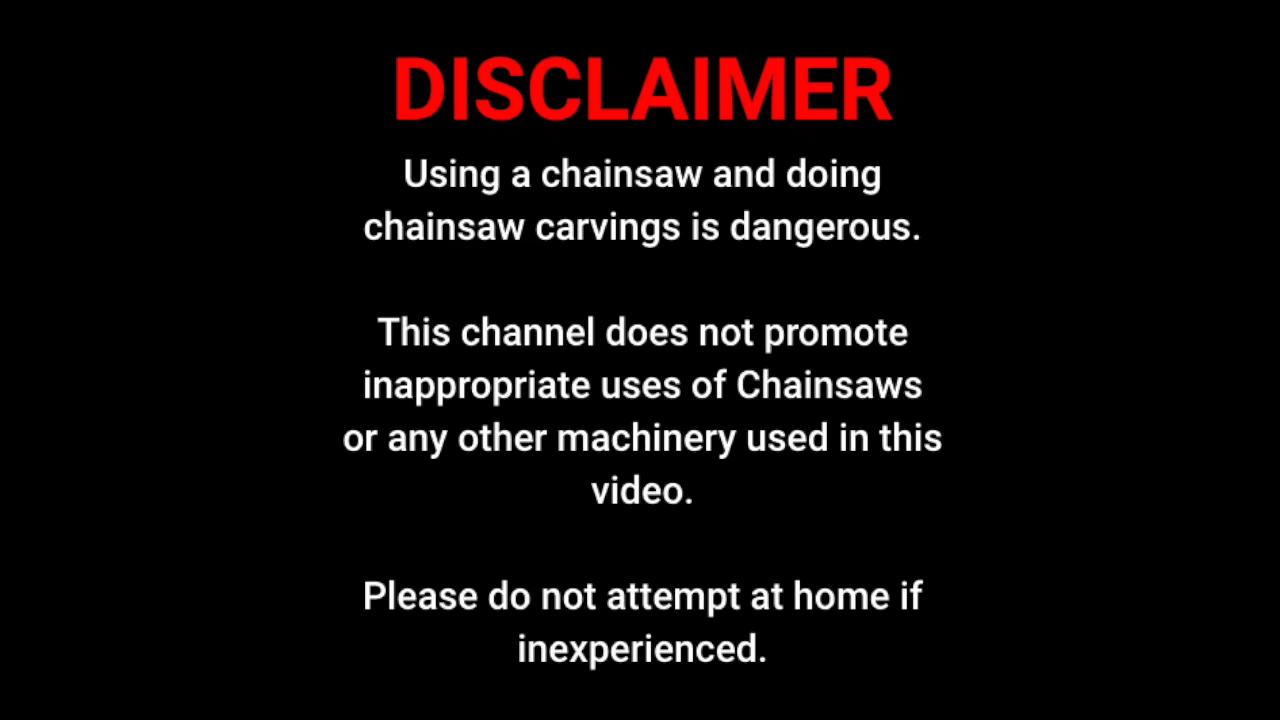 DISCLAIMER
Using a chainsaw and doing
chainsaw carvings is dangerous.
This channel does not promote
inappropriate uses of Chainsaws
or any other machinery used in this
video.
Please do not attempt at home if
inexperienced.